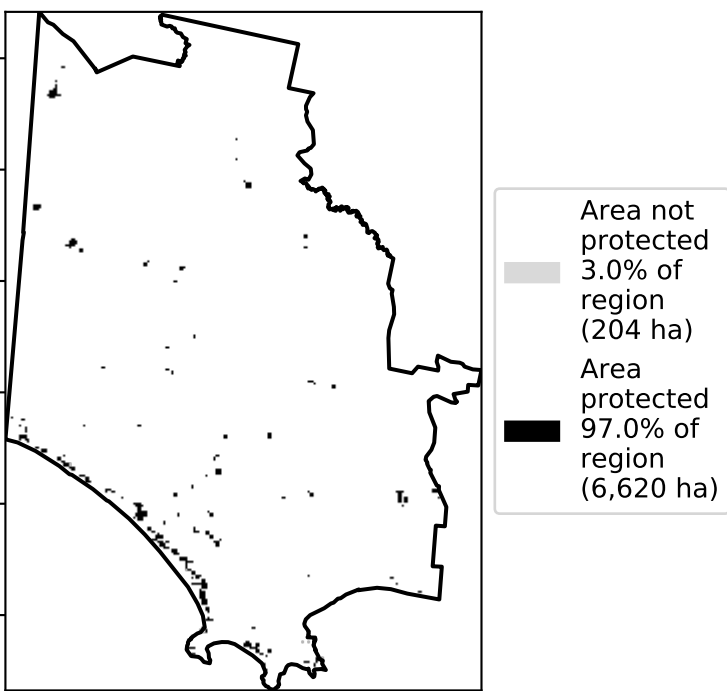 Area not
protected
3.0% of
region
(204 ha)
Area
protected
97.0% of
region
(6,620 ha)